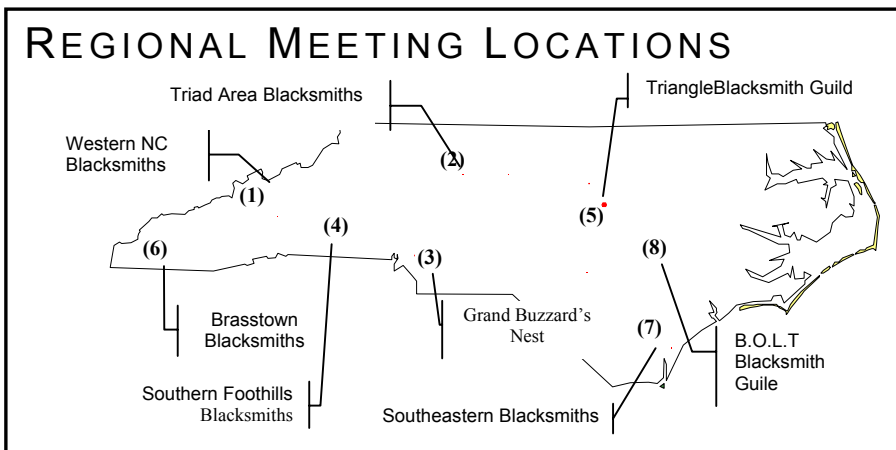 REGIONAL MEETING LOCATIONS
Triad Area Blacksmiths
TriangleBlacksmith Guild
Western NC
Blacksmiths
(2)
(1)
(5)
(4)
(6)
(3)
(8)
Brasstown
Blacksmiths
Grand Buzzard's
Nest
(7)
B.O.L.T
Blacksmith
Guile
Southern Foothills
Blacksmiths
Southeastern Blacksmiths